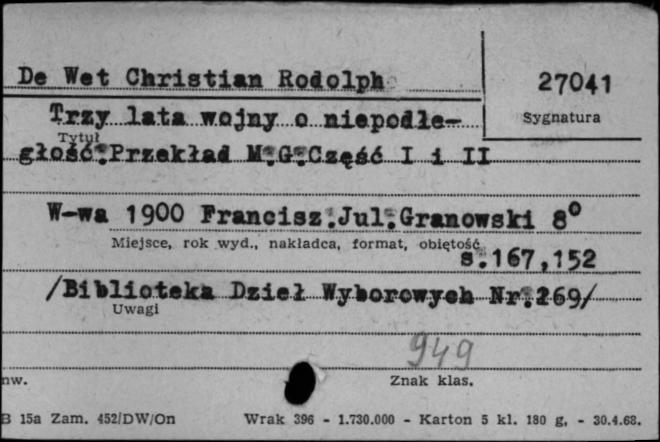 De Wet Christian Rodolph
27041
Sygnatura
Trzy lata wojny o niepodle-
Tytuł
głość.Przekład M.G.Część I i II
W-wa 1900 Francisz.Jul.Granowski 8°
Miejsce, rok wyd., nakładca, format, objętość
s.167,152
/Biblioteka Dzieł Wyborowych Nr.269/
Uwagi
949
nw.
Znak klas.
B 15a Zam. 452/DW/On Wrak 396 - 1.730.000 - Karton 5 kl. 180 g. - 30.4.68.